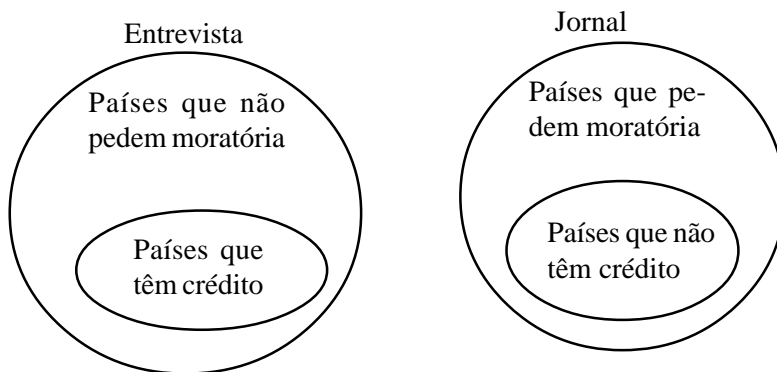 Entrevista
Países que não
pedem moratória
Países que
têm crédito
Jornal
Países que pe-
dem moratória
Países que não
têm crédito